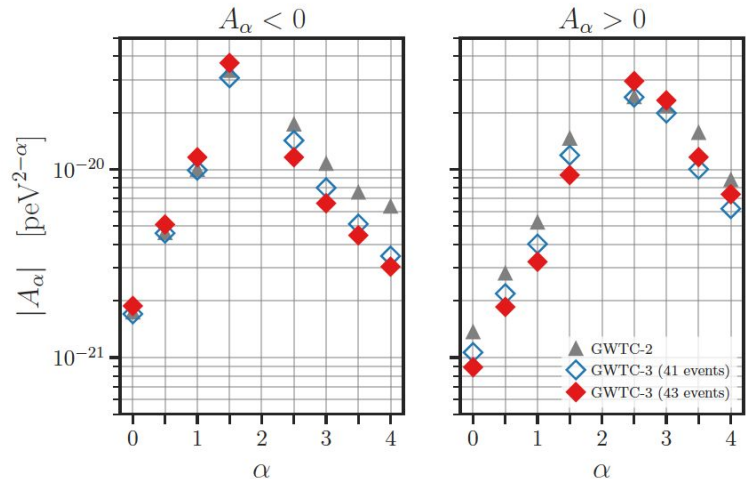 A_α < 0
A_α > 0
|A_α| [peV^{2−α}]
10^{−20}
10^{−21}
GWTC-2
GWTC-3 (41 events)
GWTC-3 (43 events)
0 1 2 3 4
0 1 2 3 4
α
α